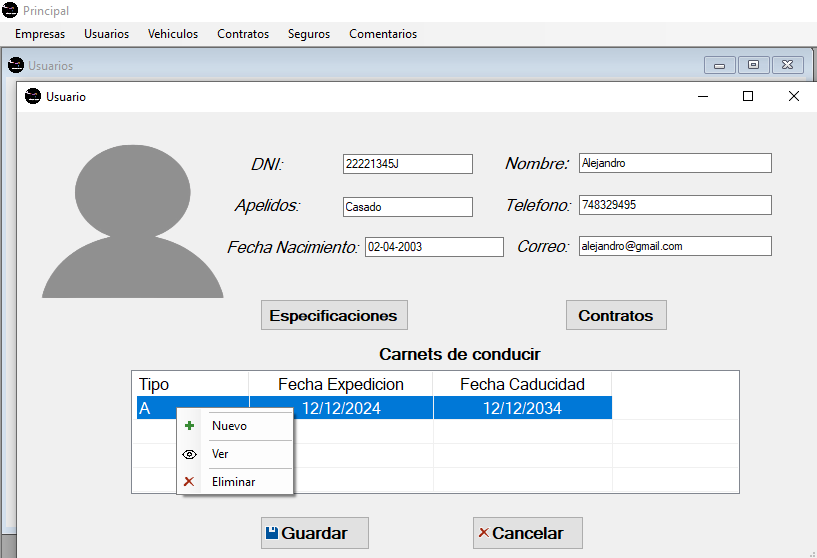 Principal
Empresas Usuarios Vehiculos Contratos Seguros Comentarios
Usuarios
Usuario
DNI: 22221345J Nombre: Alejandro
Apelidos: Casado Telefono: 748329495
Fecha Nacimiento: 02-04-2003 Correo: alejandro@gmail.com
Especificaciones Contratos
Carnets de conducir
Tipo Fecha Expedicion Fecha Caducidad
A 12/12/2024 12/12/2034
Nuevo
Ver
Eliminar
Guardar Cancelar